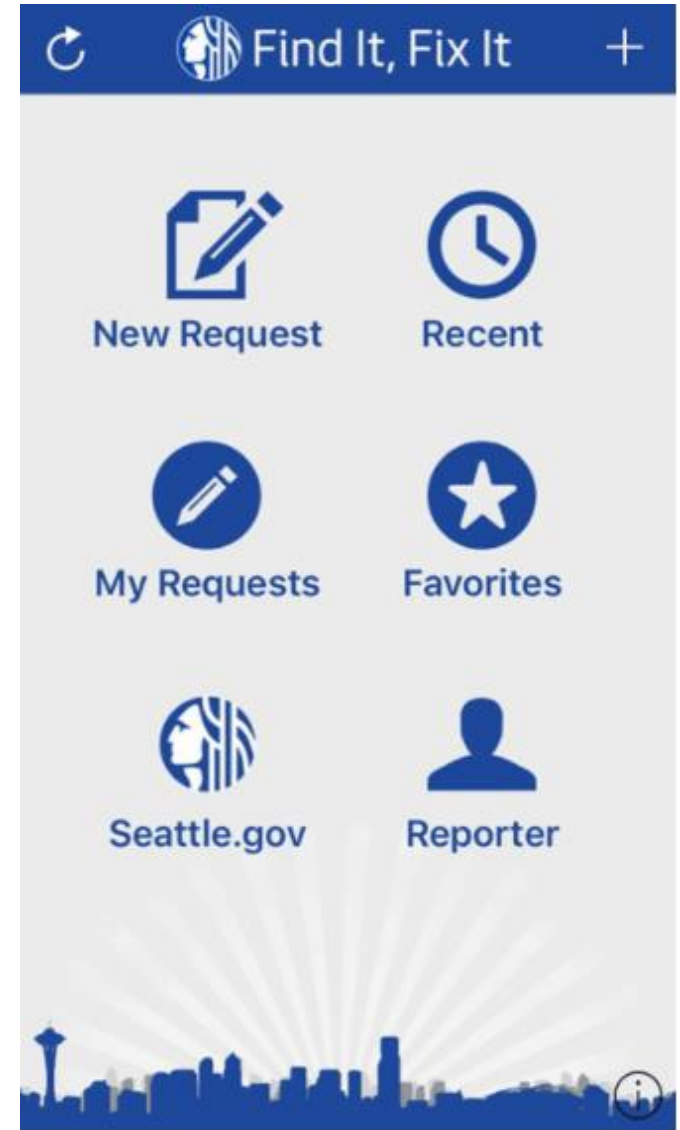 Find It, Fix It
New Request
Recent
My Requests
Favorites
Seattle.gov
Reporter